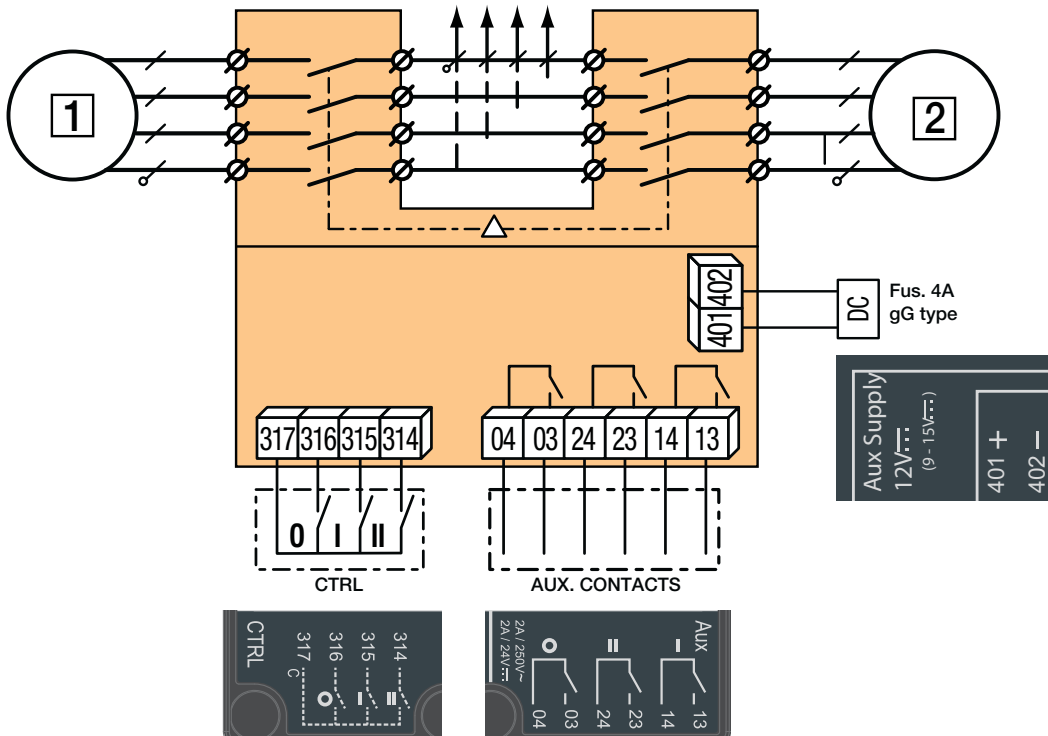 1
2
402
401
DC
Fus. 4A
gG type
317 316 315 314
04 03 24 23 14 13
O I II
CTRL
AUX. CONTACTS
Aux Supply
12V
(9 - 15V)
401 +
402 –
CTRL
317
316
315
314
C
O
I
II
2A / 250V~
2A / 24V
Aux
O
II
I
04
03
24
23
14
13